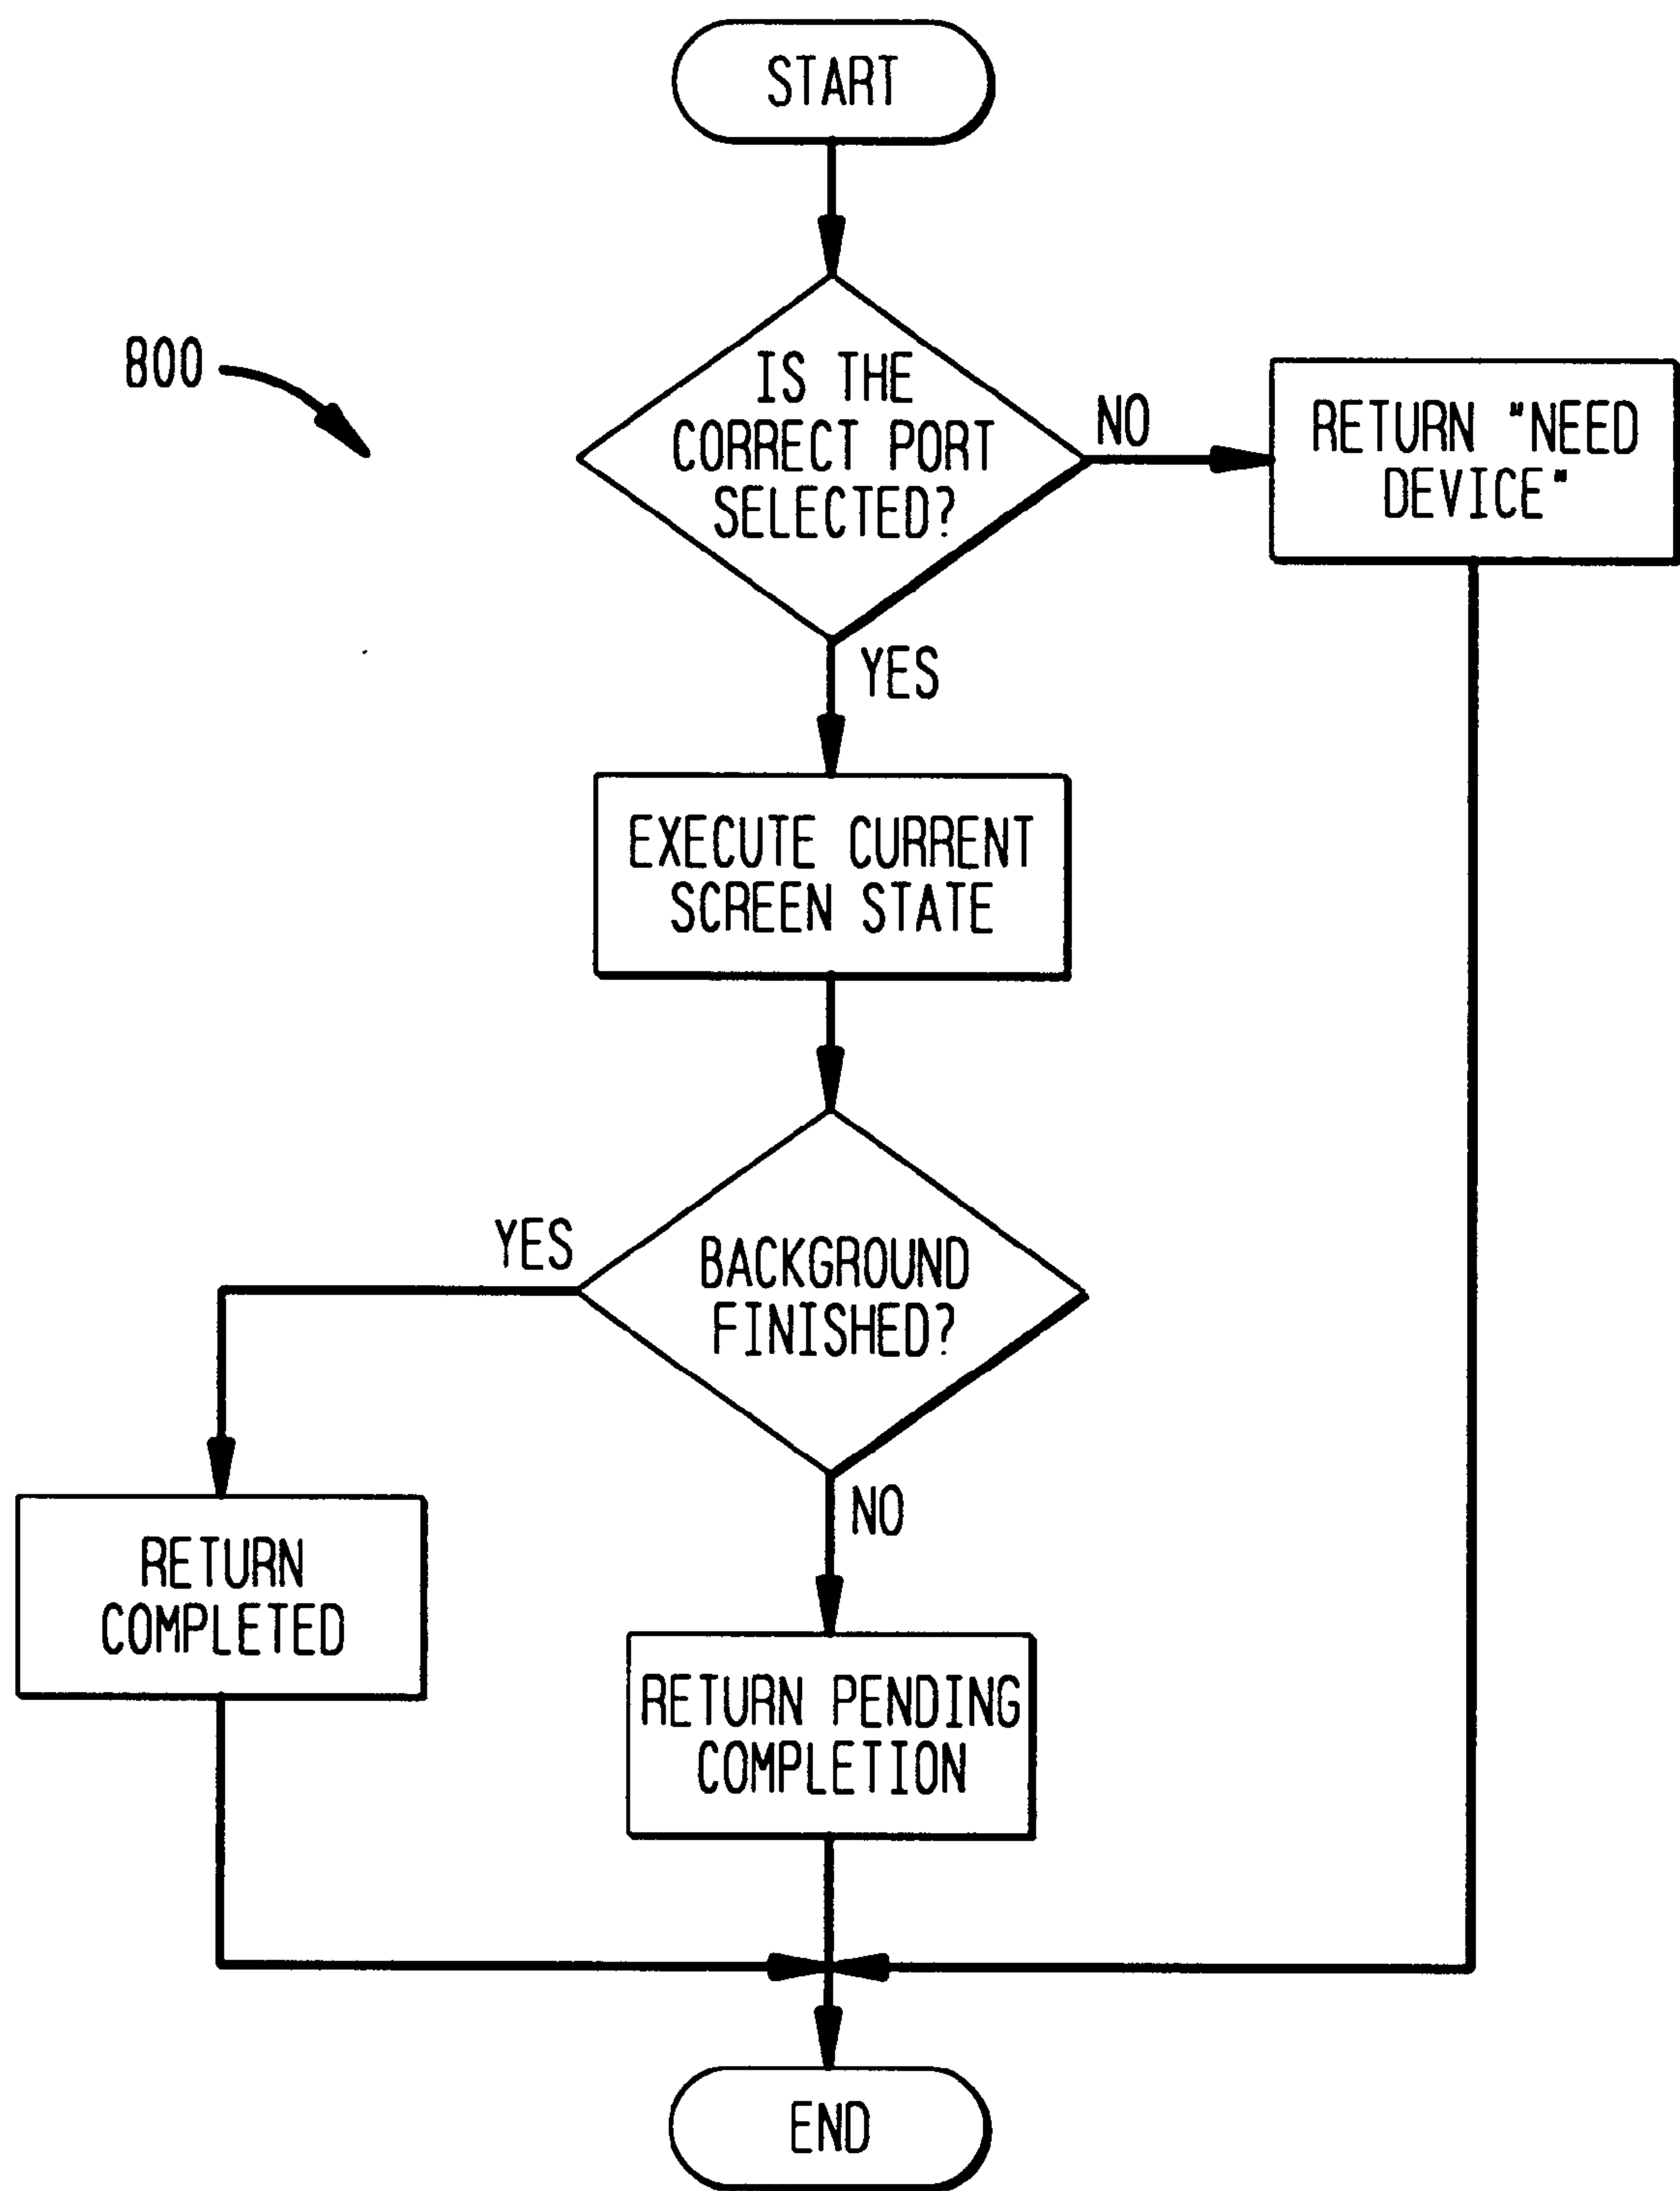 START
800
IS THE
CORRECT PORT
SELECTED?
NO
RETURN "NEED
DEVICE"
YES
EXECUTE CURRENT
SCREEN STATE
YES
BACKGROUND
FINISHED?
NO
RETURN
COMPLETED
RETURN PENDING
COMPLETION
END